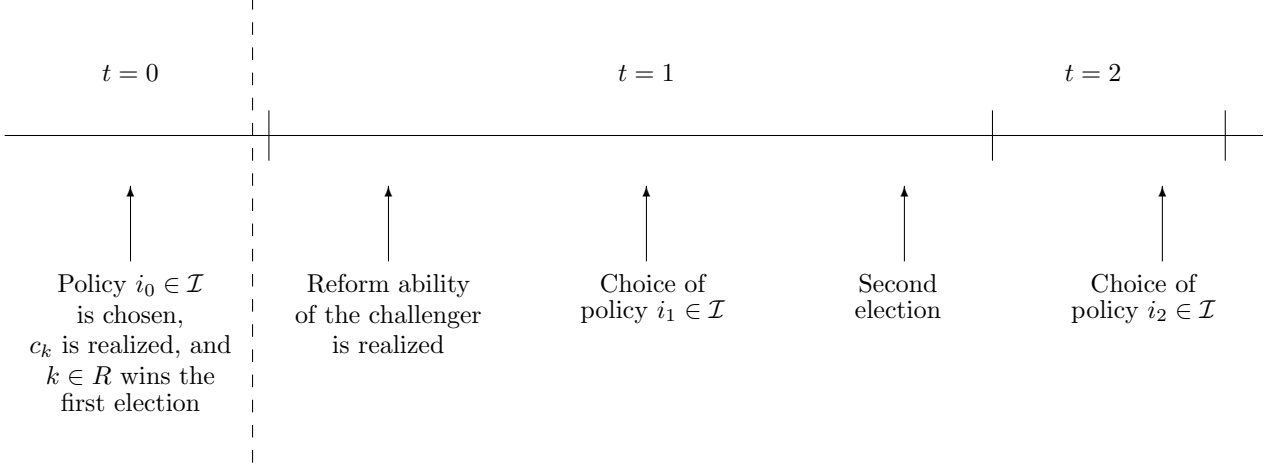 t = 0
t = 1
t = 2
Policy i₀ ∈ ℐ
is chosen,
cₖ is realized, and
k ∈ R wins the
first election
Reform ability
of the challenger
is realized
Choice of
policy i₁ ∈ ℐ
Second
election
Choice of
policy i₂ ∈ ℐ